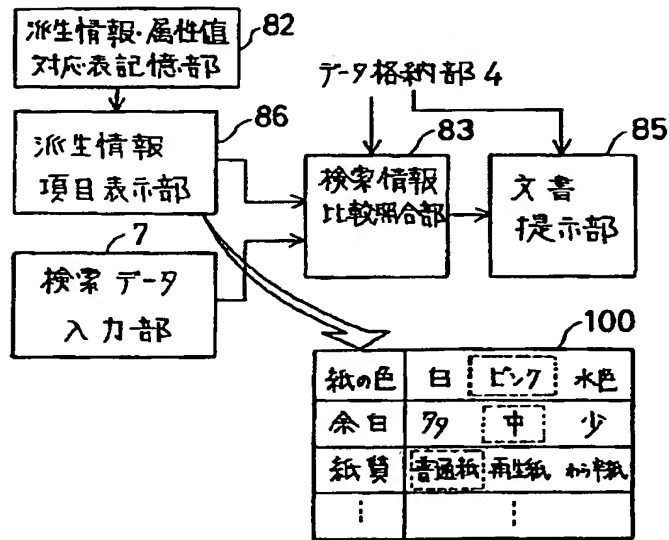 派生情報・属性値
対応表記憶部
82
データ格納部 4
派生情報
項目表示部
86
検索情報
比較照合部
83
文書
提示部
85
7
検索データ
入力部
100
紙の色 白 ピンク 水色
余白 多 中 少
紙質 普通紙 再生紙 わら半紙
⋮ ⋮